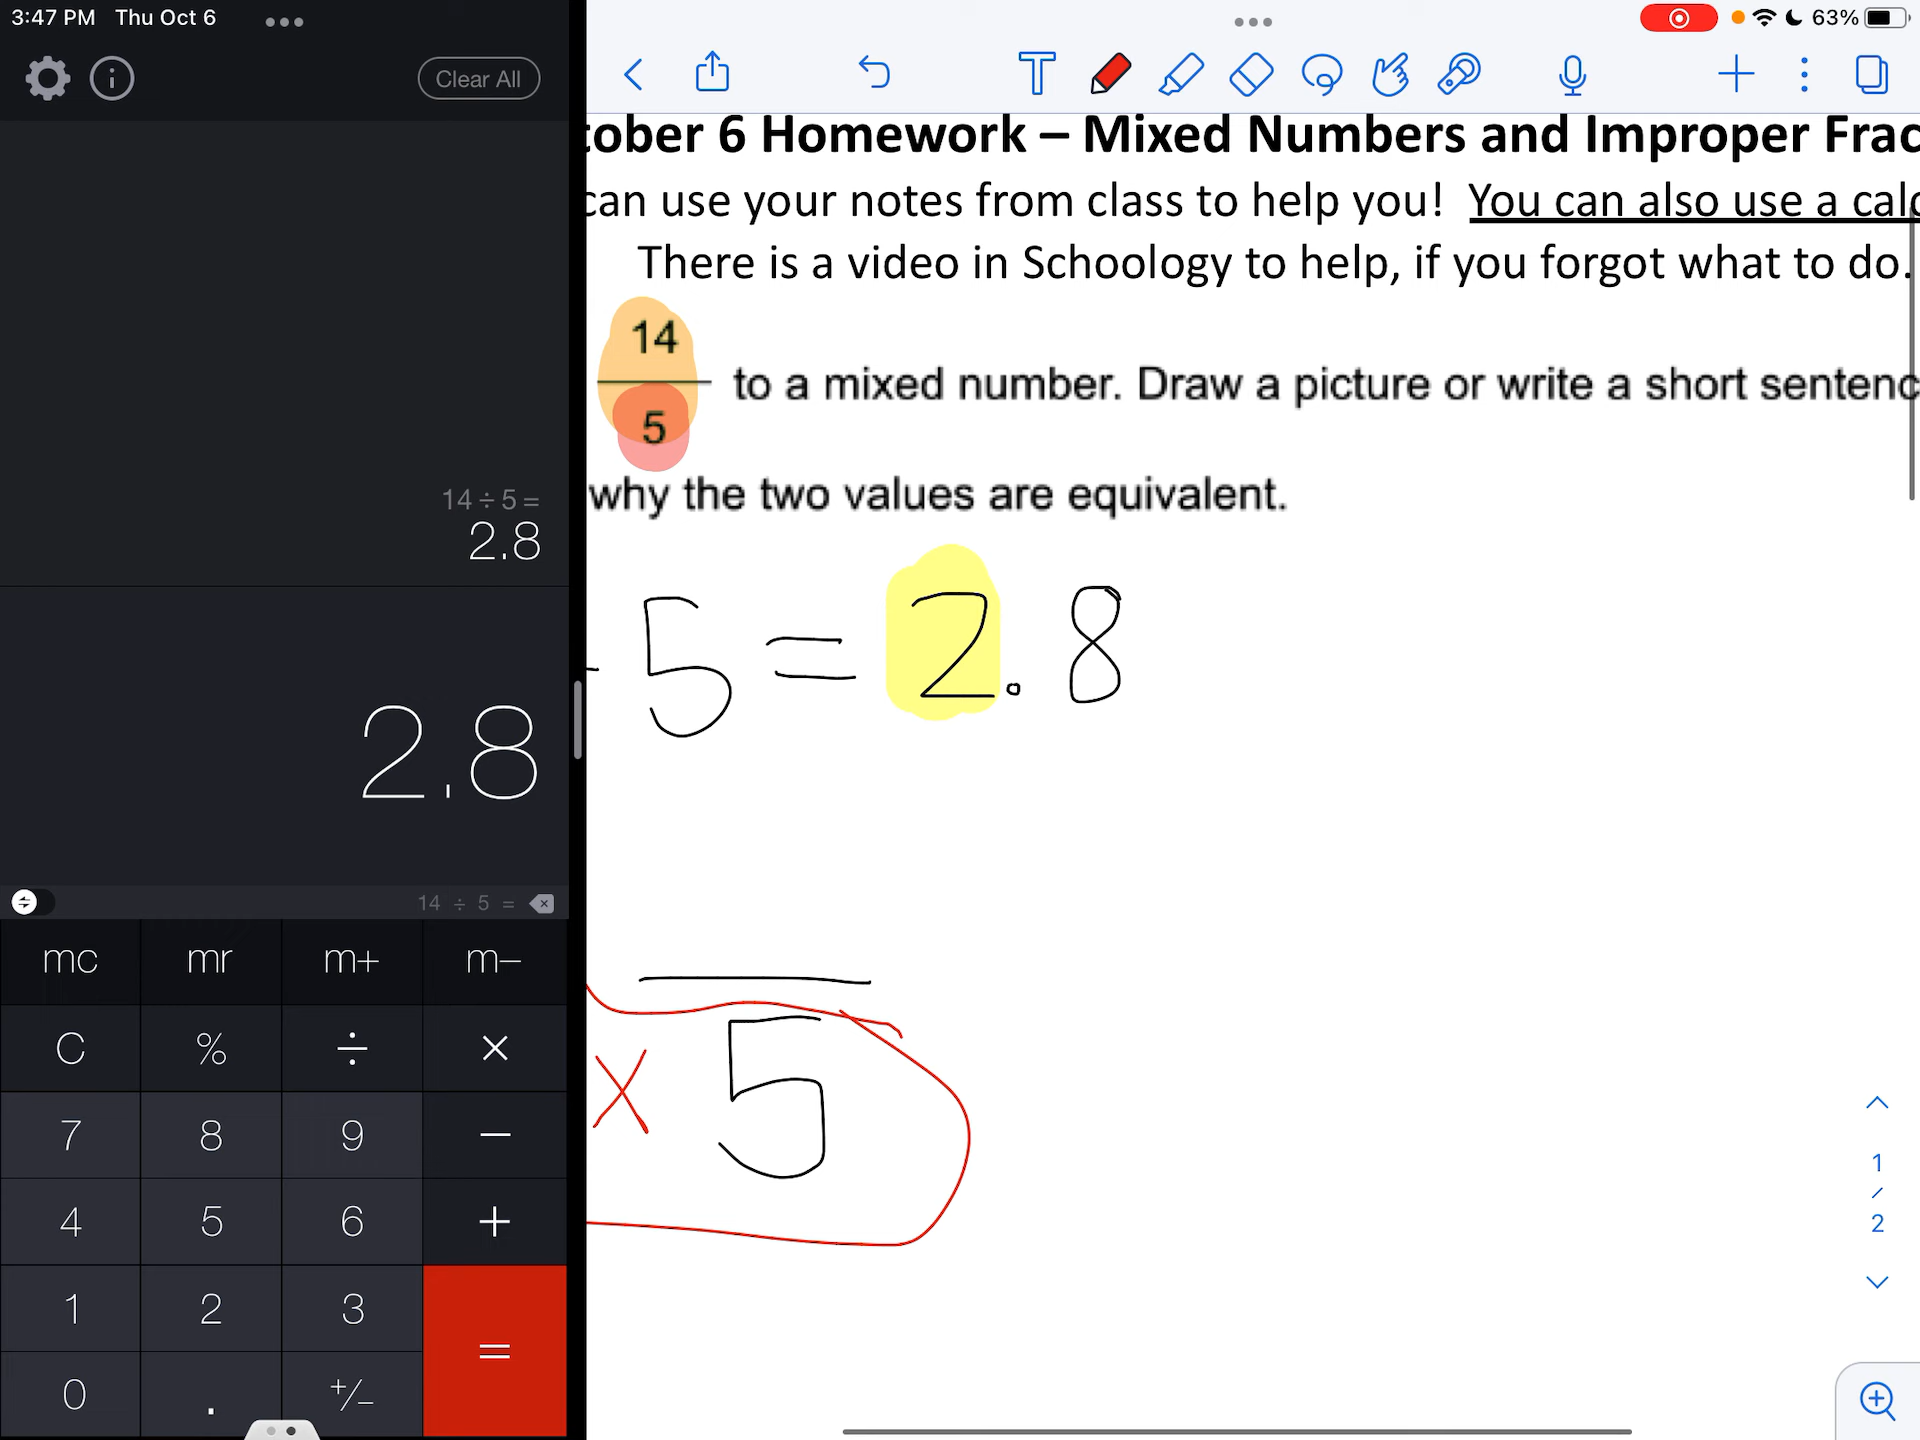 3:47 PM Thu Oct 6
63%
Clear All
14 ÷ 5 =
2.8
2.8
14 ÷ 5 =
mc mr m+ m−
C % ÷ ×
7 8 9 −
4 5 6 +
1 2 3 =
0 . +/−
tober 6 Homework – Mixed Numbers and Improper Frac
can use your notes from class to help you! You can also use a calc
There is a video in Schoology to help, if you forgot what to do.
14
to a mixed number. Draw a picture or write a short sentenc
5
why the two values are equivalent.
5 = 2.8
x 5
1
/
2